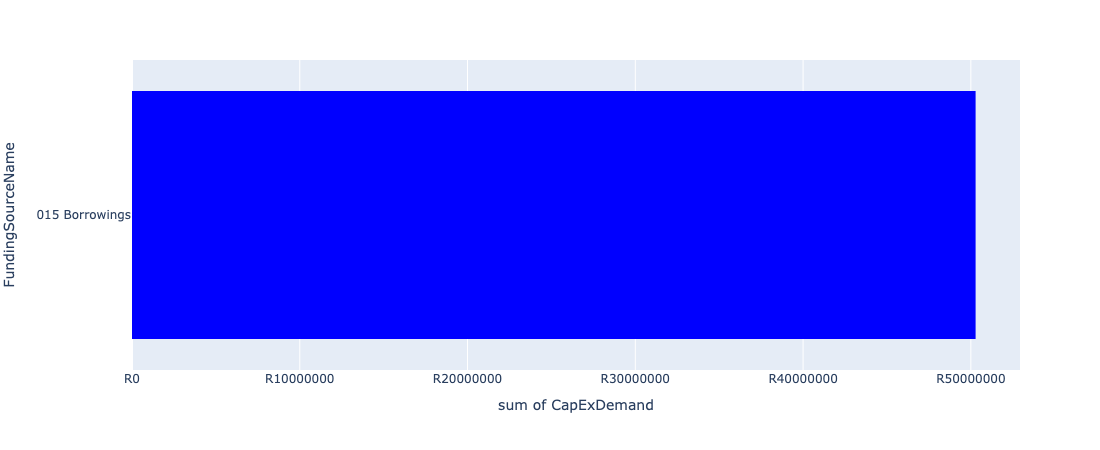 FundingSourceName
015 Borrowings
R0
R10000000
R20000000
R30000000
R40000000
R50000000
sum of CapExDemand